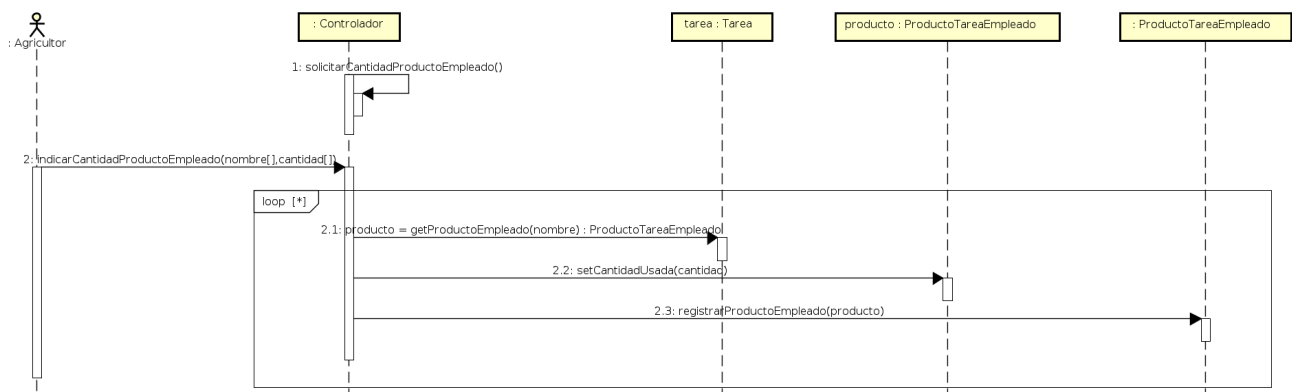 : Agricultor
: Controlador
tarea : Tarea
producto : ProductoTareaEmpleado
: ProductoTareaEmpleado
1: solicitarCantidadProductoEmpleado()
2: indicarCantidadProductoEmpleado(nombre[],cantidad[])
loop [*]
2.1: producto = getProductoEmpleado(nombre) : ProductoTareaEmpleado
2.2: setCantidadUsada(cantidad)
2.3: registrarProductoEmpleado(producto)